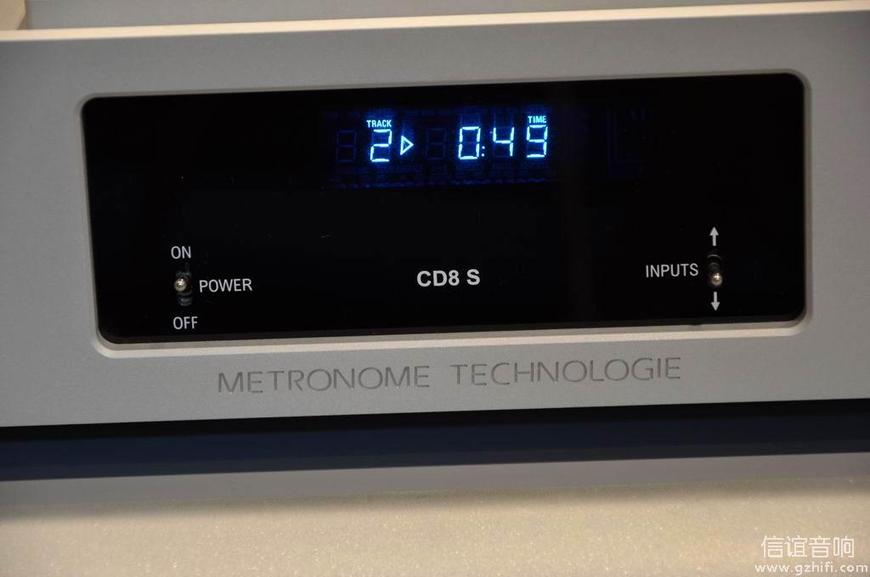 TRACK TIME
2 ▷ 0:49
ON
POWER
OFF
CD8 S
↑
INPUTS
↓
METRONOME TECHNOLOGIE
信谊音响
www.gzhifi.com